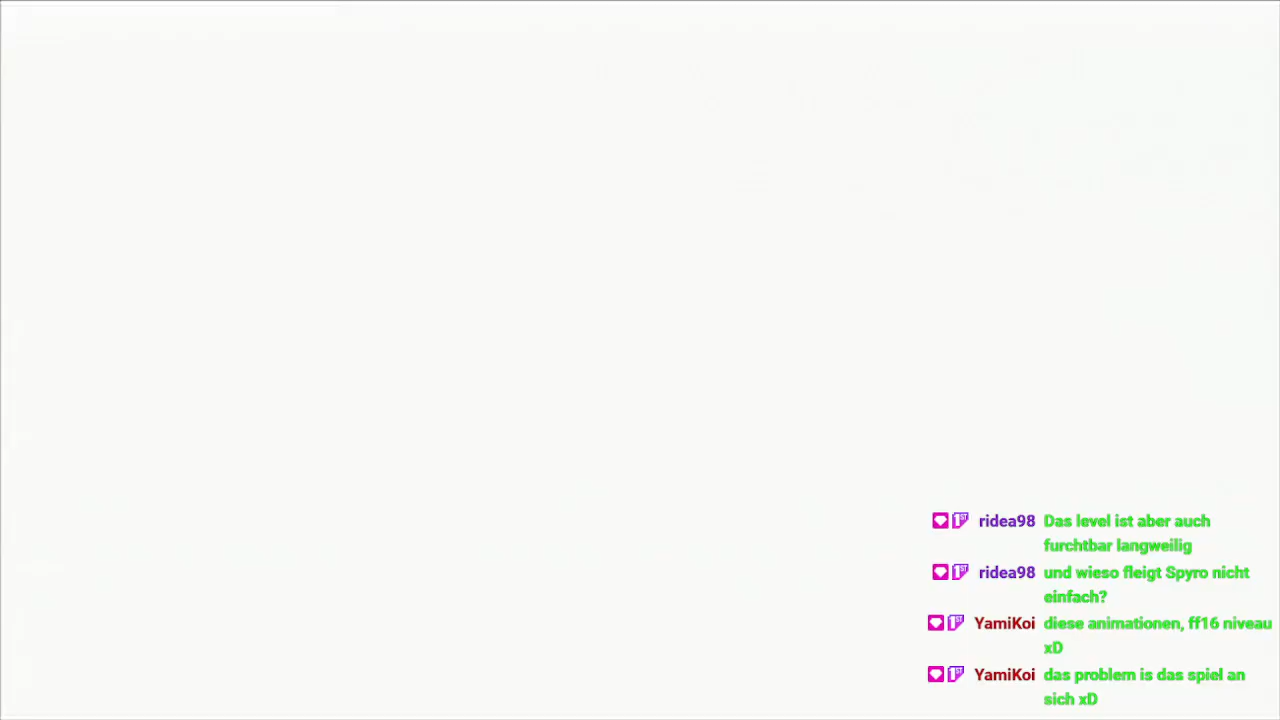 ridea98 Das level ist aber auch
furchtbar langweilig
ridea98 und wieso fleigt Spyro nicht
einfach?
YamiKoi diese animationen, ff16 niveau
xD
YamiKoi das problem is das spiel an
sich xD